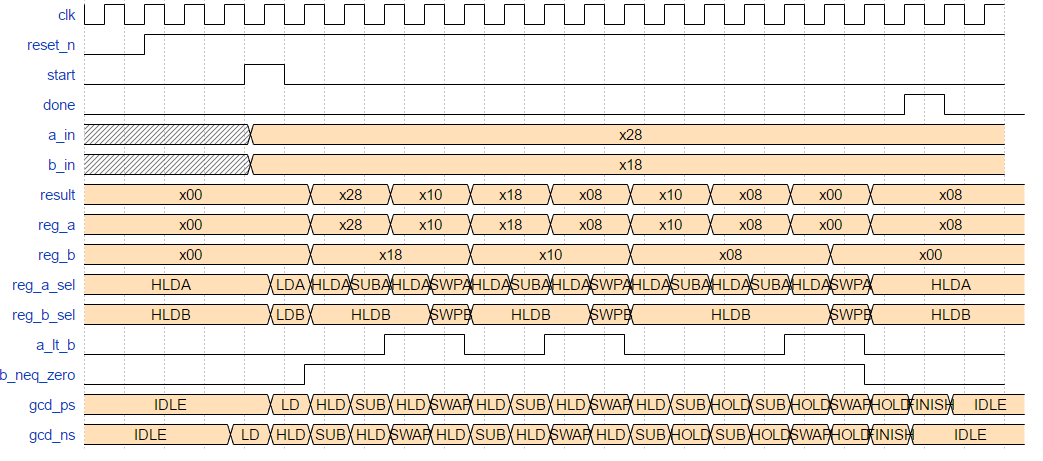 clk
reset_n
start
done
a_in x28
b_in x18
result x00 x28 x10 x18 x08 x10 x08 x00 x08
reg_a x00 x28 x10 x18 x08 x10 x08 x00 x08
reg_b x00 x18 x10 x08 x00
reg_a_sel HLDA LDA HLDA SUBA HLDA SWPA HLDA SUBA HLDA SWPA HLDA SUBA HLDA SUBA HLDA SWPA HLDA
reg_b_sel HLDB LDB HLDB SWPB HLDB SWPB HLDB SWPB HLDB
a_lt_b
b_neq_zero
gcd_ps IDLE LD HLD SUB HLD SWAP HLD SUB HLD SWAP HLD SUB HOLD SUB HOLD SWAP HOLD FINISH IDLE
gcd_ns IDLE LD HLD SUB HLD SWAP HLD SUB HLD SWAP HLD SUB HOLD SUB HOLD SWAP HOLD FINISH IDLE